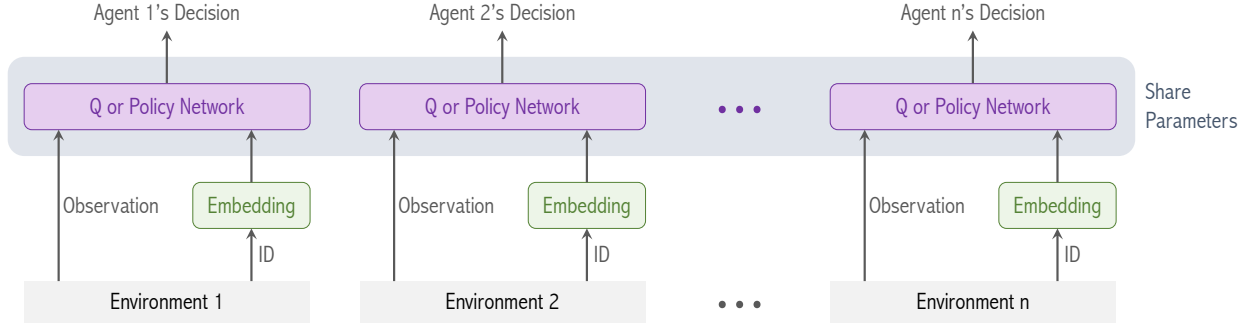 Agent 1's Decision
Agent 2's Decision
Agent n's Decision
Q or Policy Network
Q or Policy Network
Q or Policy Network
Share
Parameters
Observation
Embedding
Observation
Embedding
Observation
Embedding
ID
ID
ID
Environment 1
Environment 2
Environment n